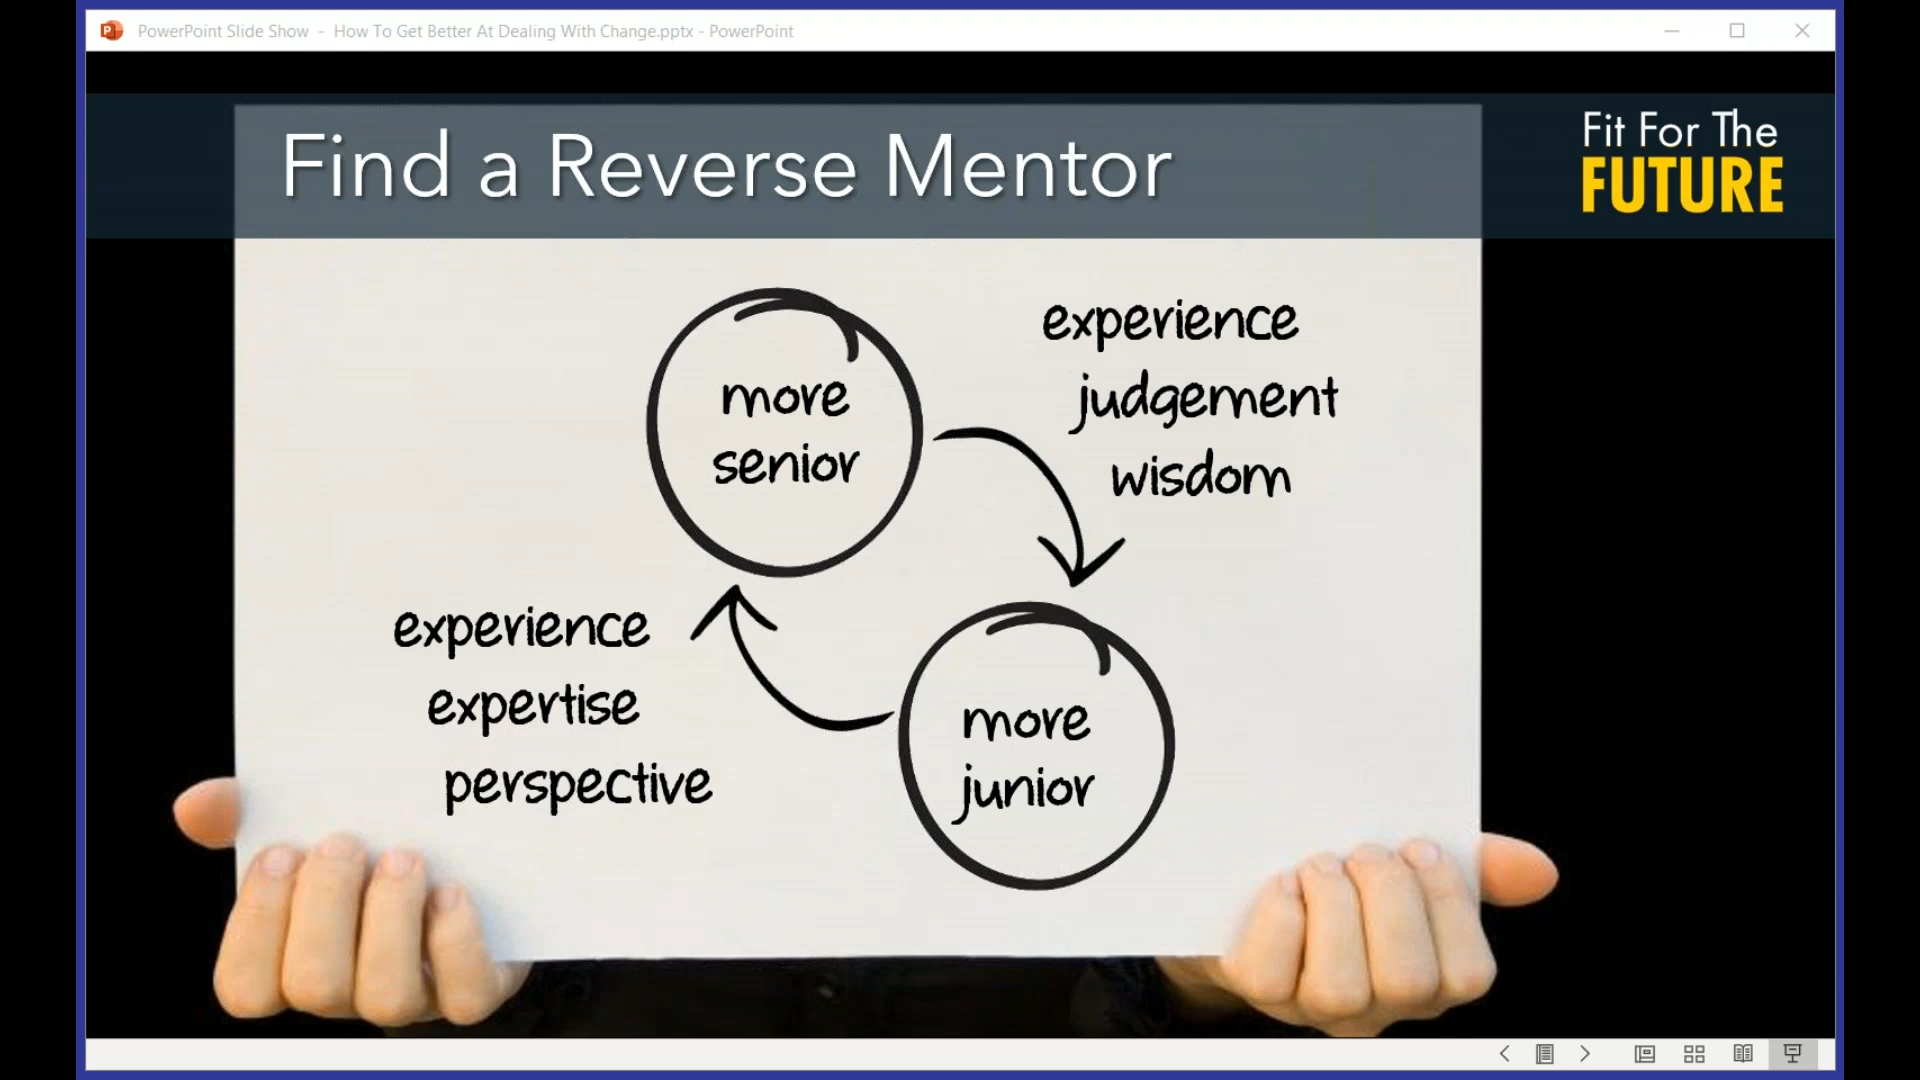 PowerPoint Slide Show - How To Get Better At Dealing With Change.pptx - PowerPoint
Find a Reverse Mentor
Fit For The
FUTURE
more
senior
experience
judgement
wisdom
experience
expertise
perspective
more
junior